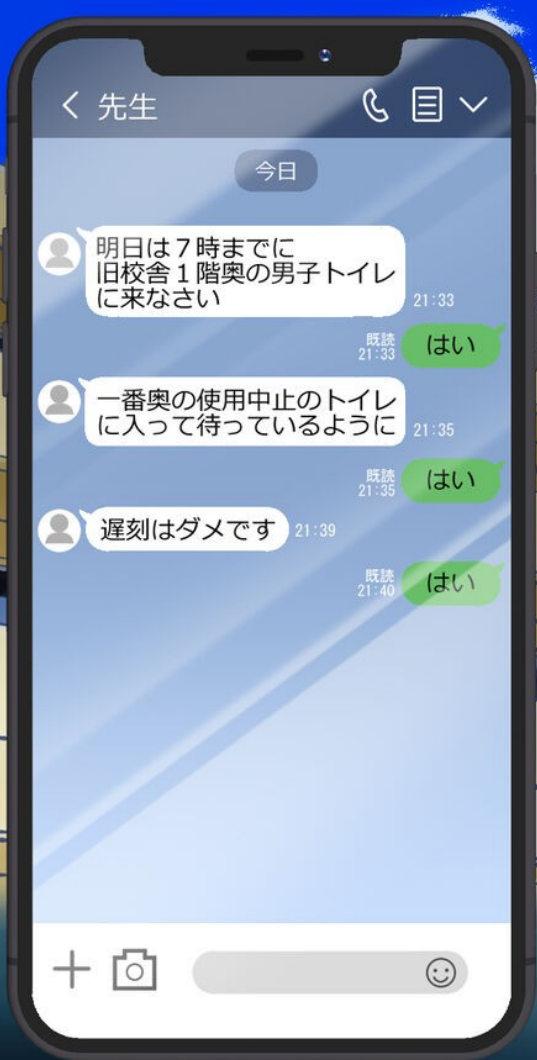 先生
今日
明日は７時までに
旧校舎１階奥の男子トイレ
に来なさい
21:33
既読
21:33
はい
一番奥の使用中止のトイレ
に入って待っているように
21:35
既読
21:35
はい
遅刻はダメです
21:39
既読
21:40
はい